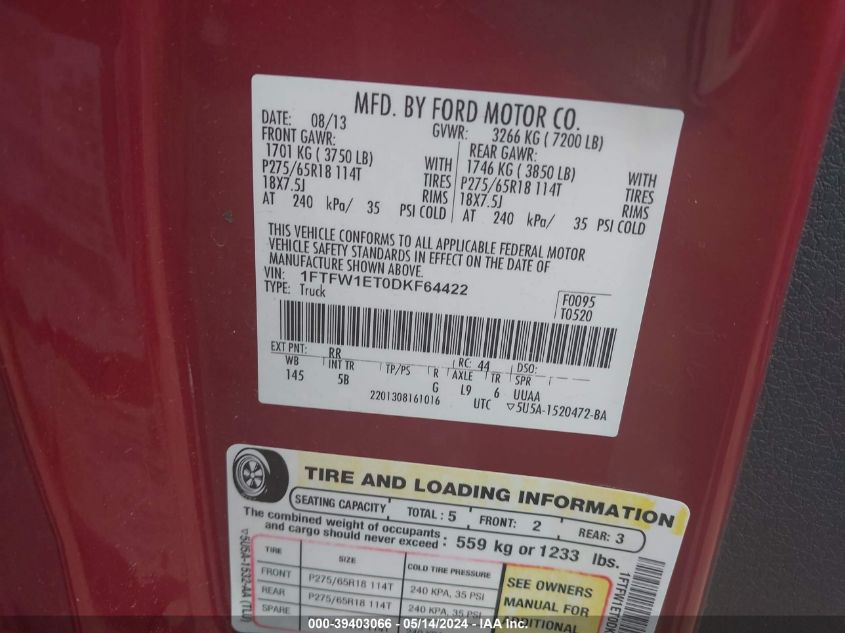 MFD. BY FORD MOTOR CO.
DATE: 08/13 GVWR: 3266 KG ( 7200 LB)
FRONT GAWR: REAR GAWR:
1701 KG ( 3750 LB) WITH 1746 KG ( 3850 LB) WITH
P275/65R18 114T TIRES P275/65R18 114T TIRES
18X7.5J RIMS 18X7.5J RIMS
AT 240 kPa/ 35 PSI COLD AT 240 kPa/ 35 PSI COLD
THIS VEHICLE CONFORMS TO ALL APPLICABLE FEDERAL MOTOR
VEHICLE SAFETY STANDARDS IN EFFECT ON THE DATE OF
MANUFACTURE SHOWN ABOVE.
VIN: 1FTFW1ET0DKF64422
TYPE: Truck
F0095
T0520
EXT PNT: RR RC: 44 DSO:
WB INT TR TP/PS R AXLE TR SPR
145 5B G L9 6 UUAA
2201308161016 UTC ▽5U5A-1520472-BA
TIRE AND LOADING INFORMATION
SEATING CAPACITY TOTAL : 5 FRONT: 2 REAR: 3
The combined weight of occupants
and cargo should never exceed : 559 kg or 1233 lbs.
TIRE SIZE COLD TIRE PRESSURE
FRONT P275/65R18 114T 240 KPA, 35 PSI
REAR P275/65R18 114T 240 KPA, 35 PSI
SPARE 114T 240 KPA, 35 PSI
SEE OWNERS
MANUAL FOR
▽5U5A-1532-AA (TLU)
000-39403066 - 05/14/2024 - IAA Inc.